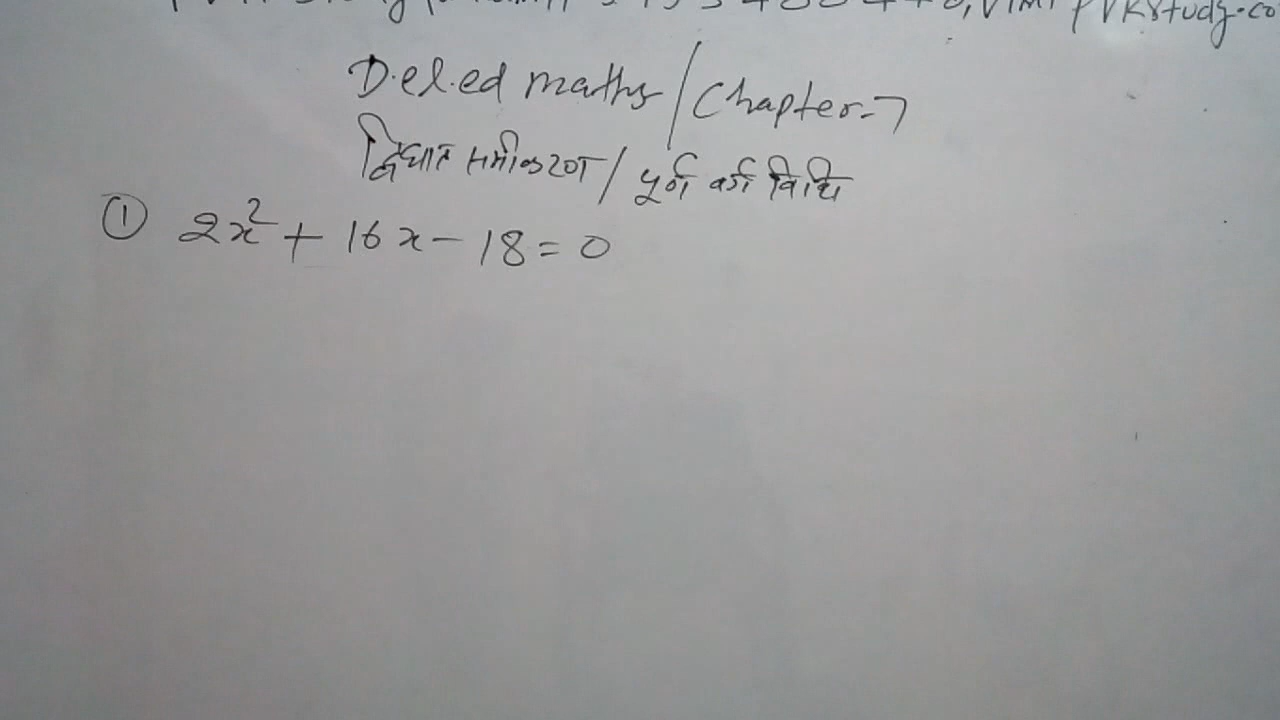 D.el.ed maths / Chapter-7
द्विघात समीकरण / पूर्ण वर्ग विधि
① 2x² + 16x - 18 = 0